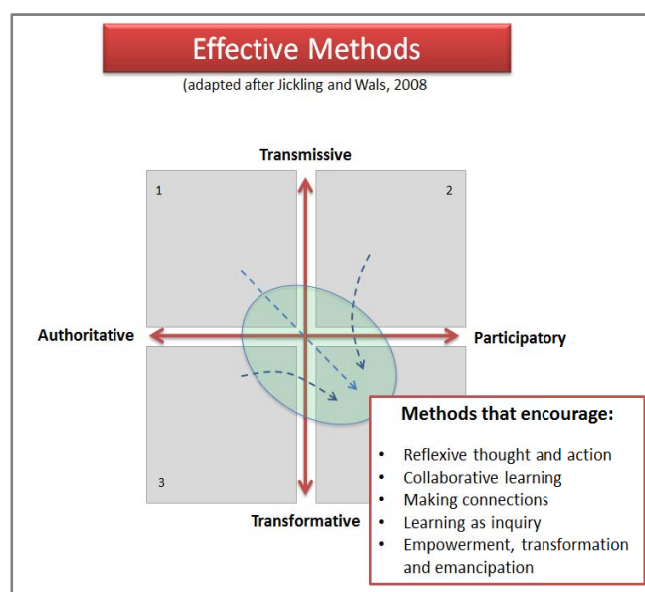 Effective Methods
(adapted after Jickling and Wals, 2008
Transmissive
1
2
Authoritative
Participatory
Methods that encourage:
• Reflexive thought and action
• Collaborative learning
• Making connections
• Learning as inquiry
• Empowerment, transformation
and emancipation
3
Transformative